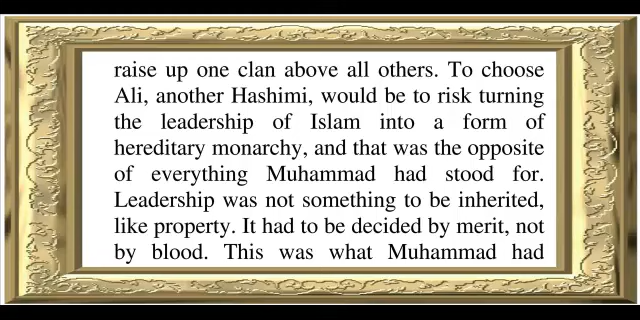 raise up one clan above all others. To choose
Ali, another Hashimi, would be to risk turning
the leadership of Islam into a form of
hereditary monarchy, and that was the opposite
of everything Muhammad had stood for.
Leadership was not something to be inherited,
like property. It had to be decided by merit, not
by blood. This was what Muhammad had